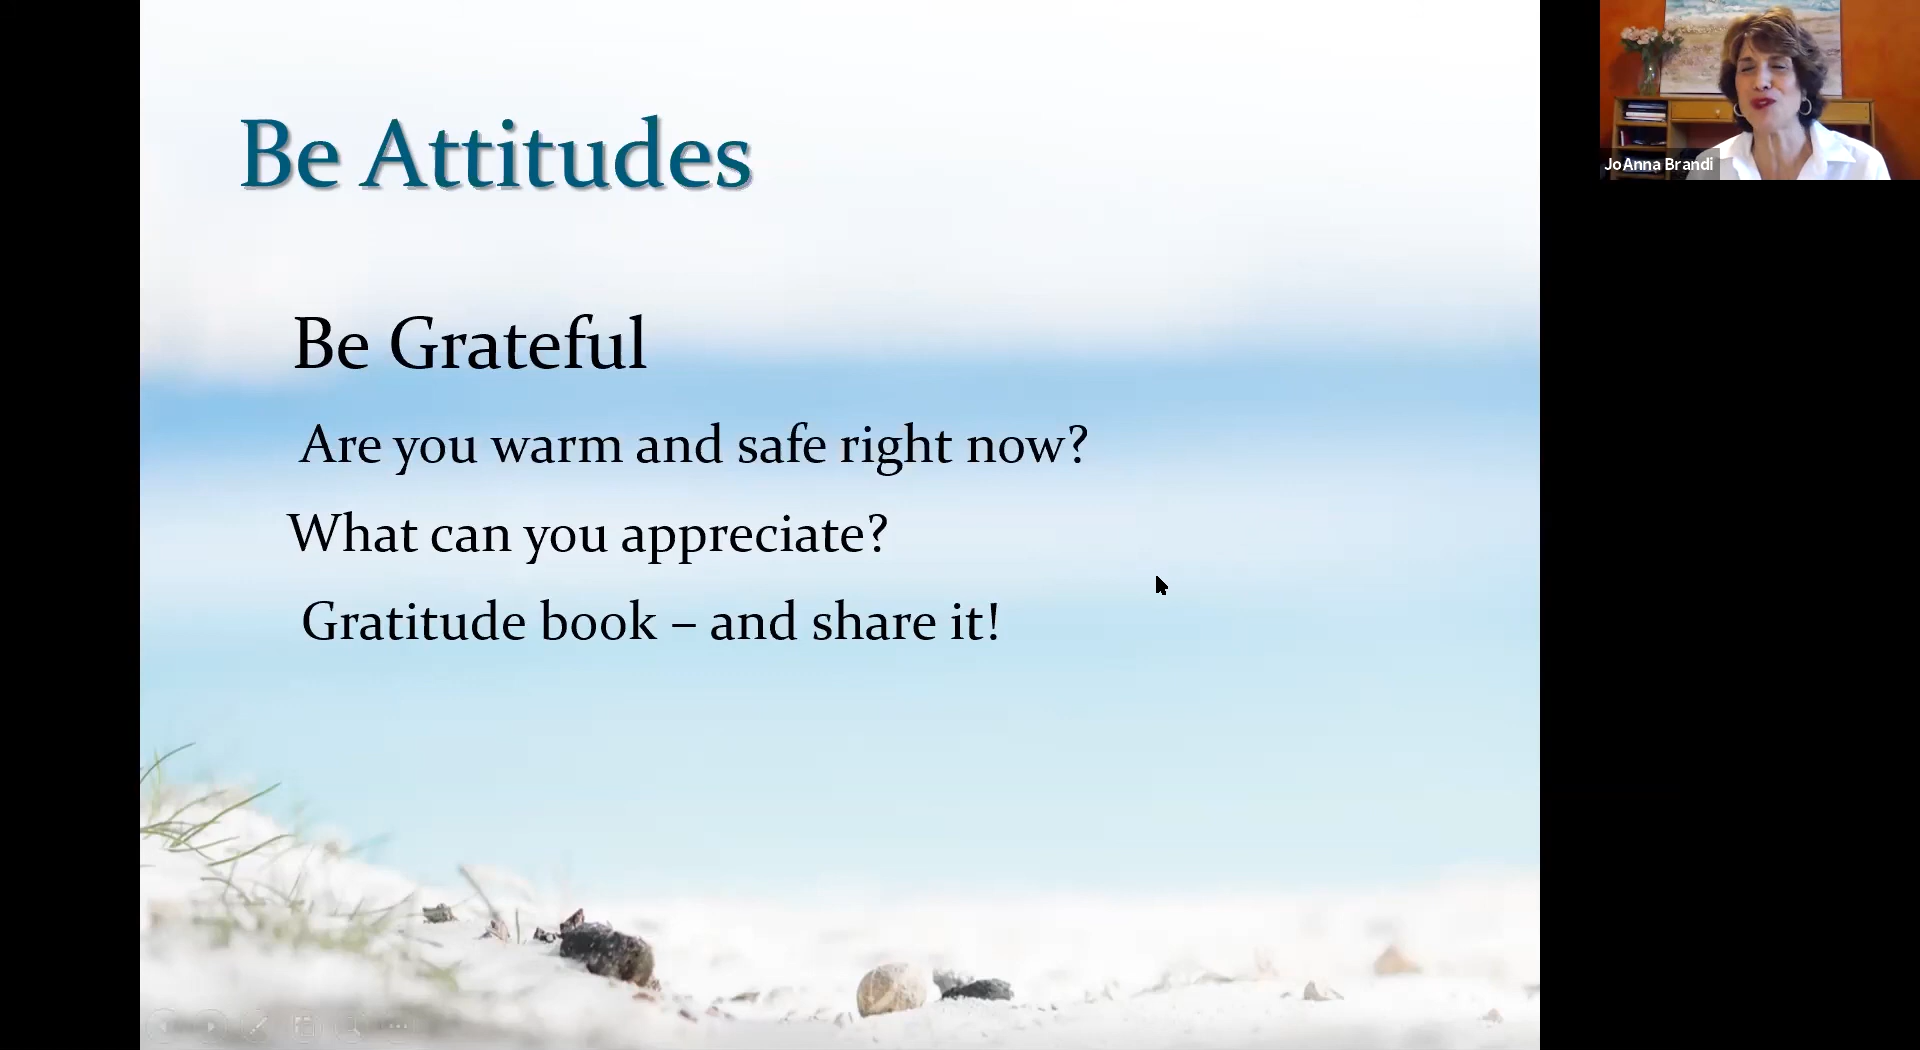 Be Attitudes
Be Grateful
Are you warm and safe right now?
What can you appreciate?
Gratitude book – and share it!
JoAnna Brandi